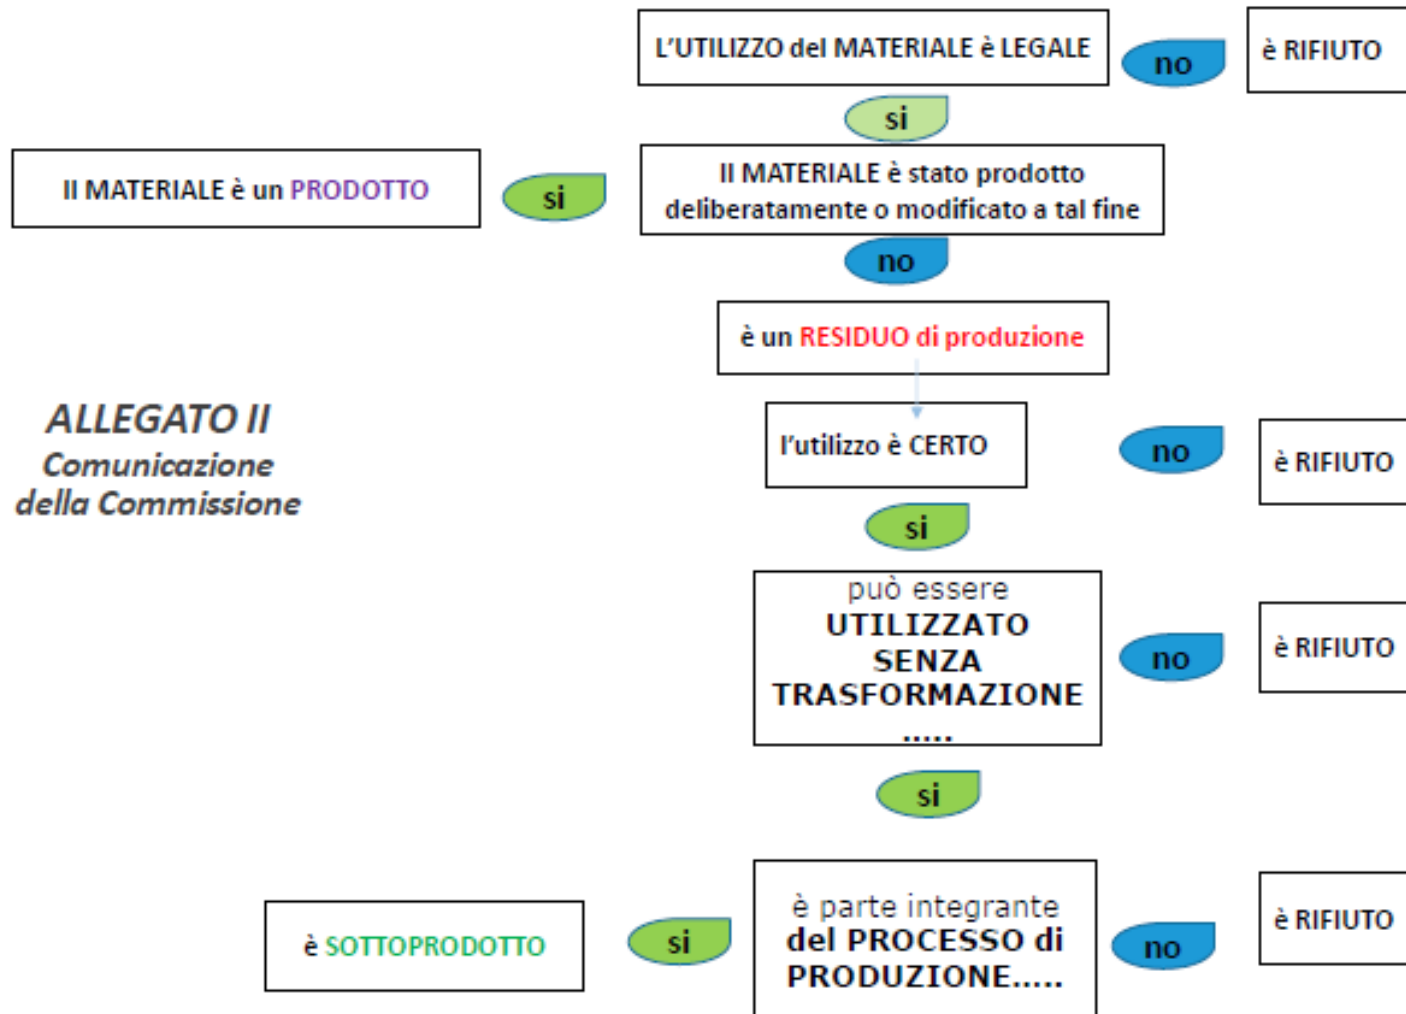 L'UTILIZZO del MATERIALE è LEGALE
no
è RIFIUTO
si
Il MATERIALE è un PRODOTTO
si
Il MATERIALE è stato prodotto
deliberatamente o modificato a tal fine
no
è un RESIDUO di produzione
ALLEGATO II
Comunicazione
della Commissione
l'utilizzo è CERTO
no
è RIFIUTO
si
può essere
UTILIZZATO
SENZA
TRASFORMAZIONE
.....
no
è RIFIUTO
si
è SOTTOPRODOTTO
si
è parte integrante
del PROCESSO di
PRODUZIONE.....
no
è RIFIUTO